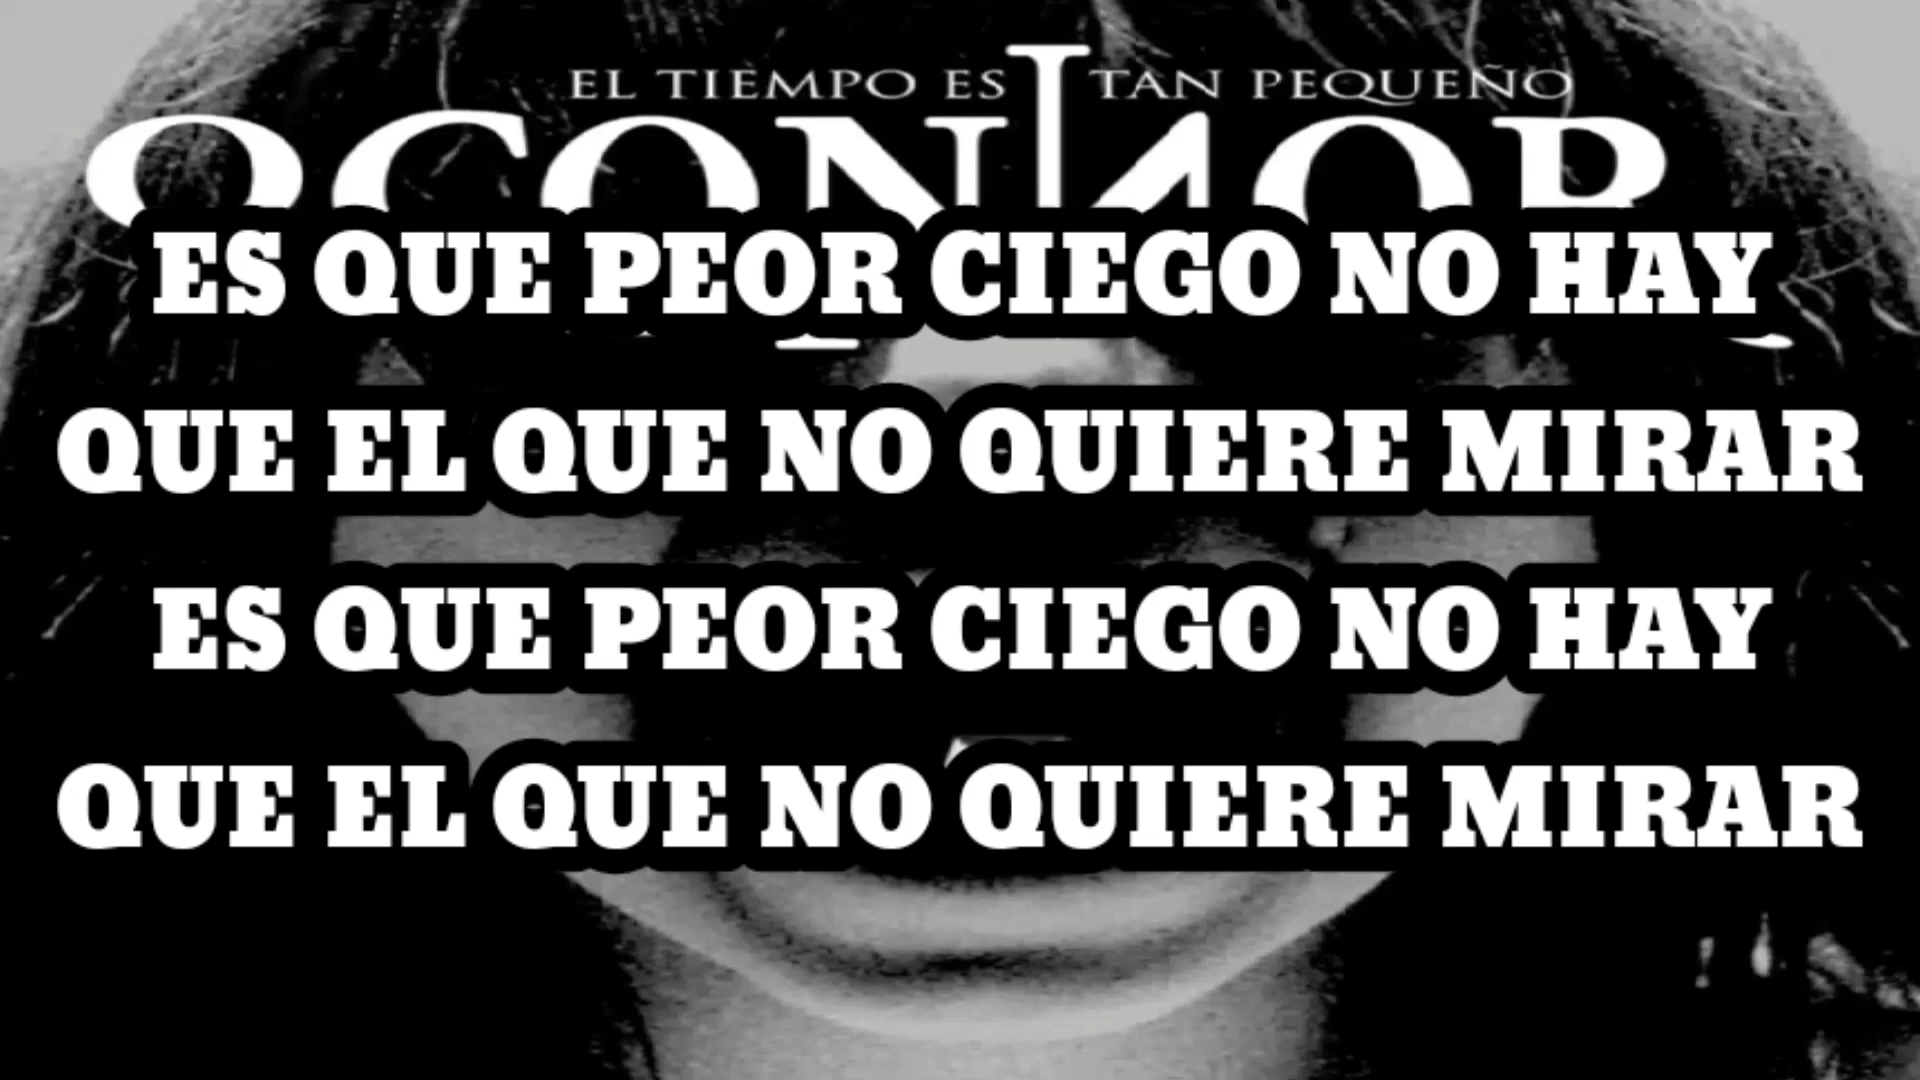 EL TIEMPO ES TAN PEQUEÑO
OCONNOR
ES QUE PEOR CIEGO NO HAY
QUE EL QUE NO QUIERE MIRAR
ES QUE PEOR CIEGO NO HAY
QUE EL QUE NO QUIERE MIRAR